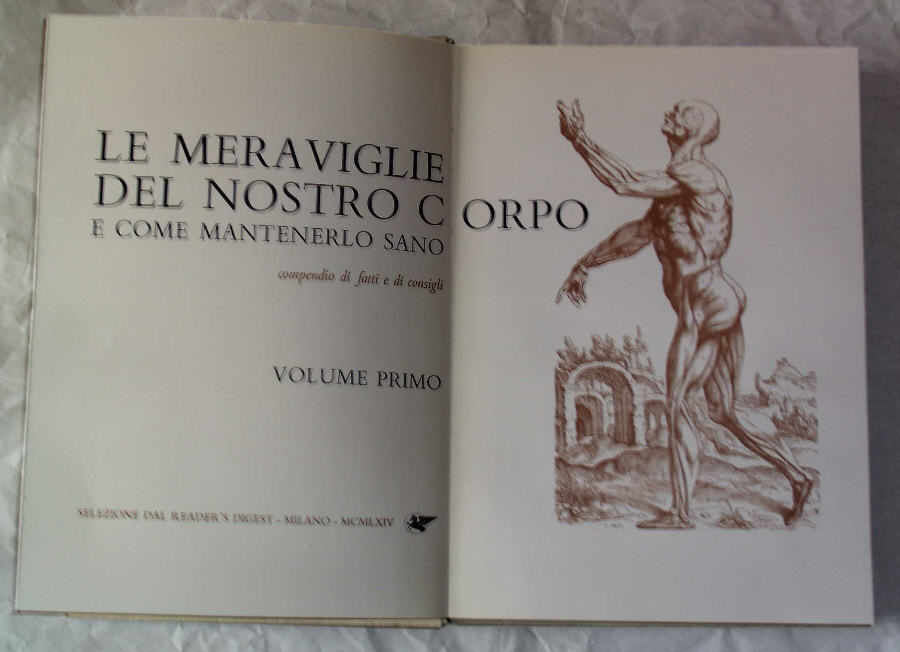 LE MERAVIGLIE
DEL NOSTRO CORPO
E COME MANTENERLO SANO
compendio di fatti e di consigli
VOLUME PRIMO
SELEZIONE DAL READER'S DIGEST - MILANO - MCMLXIV